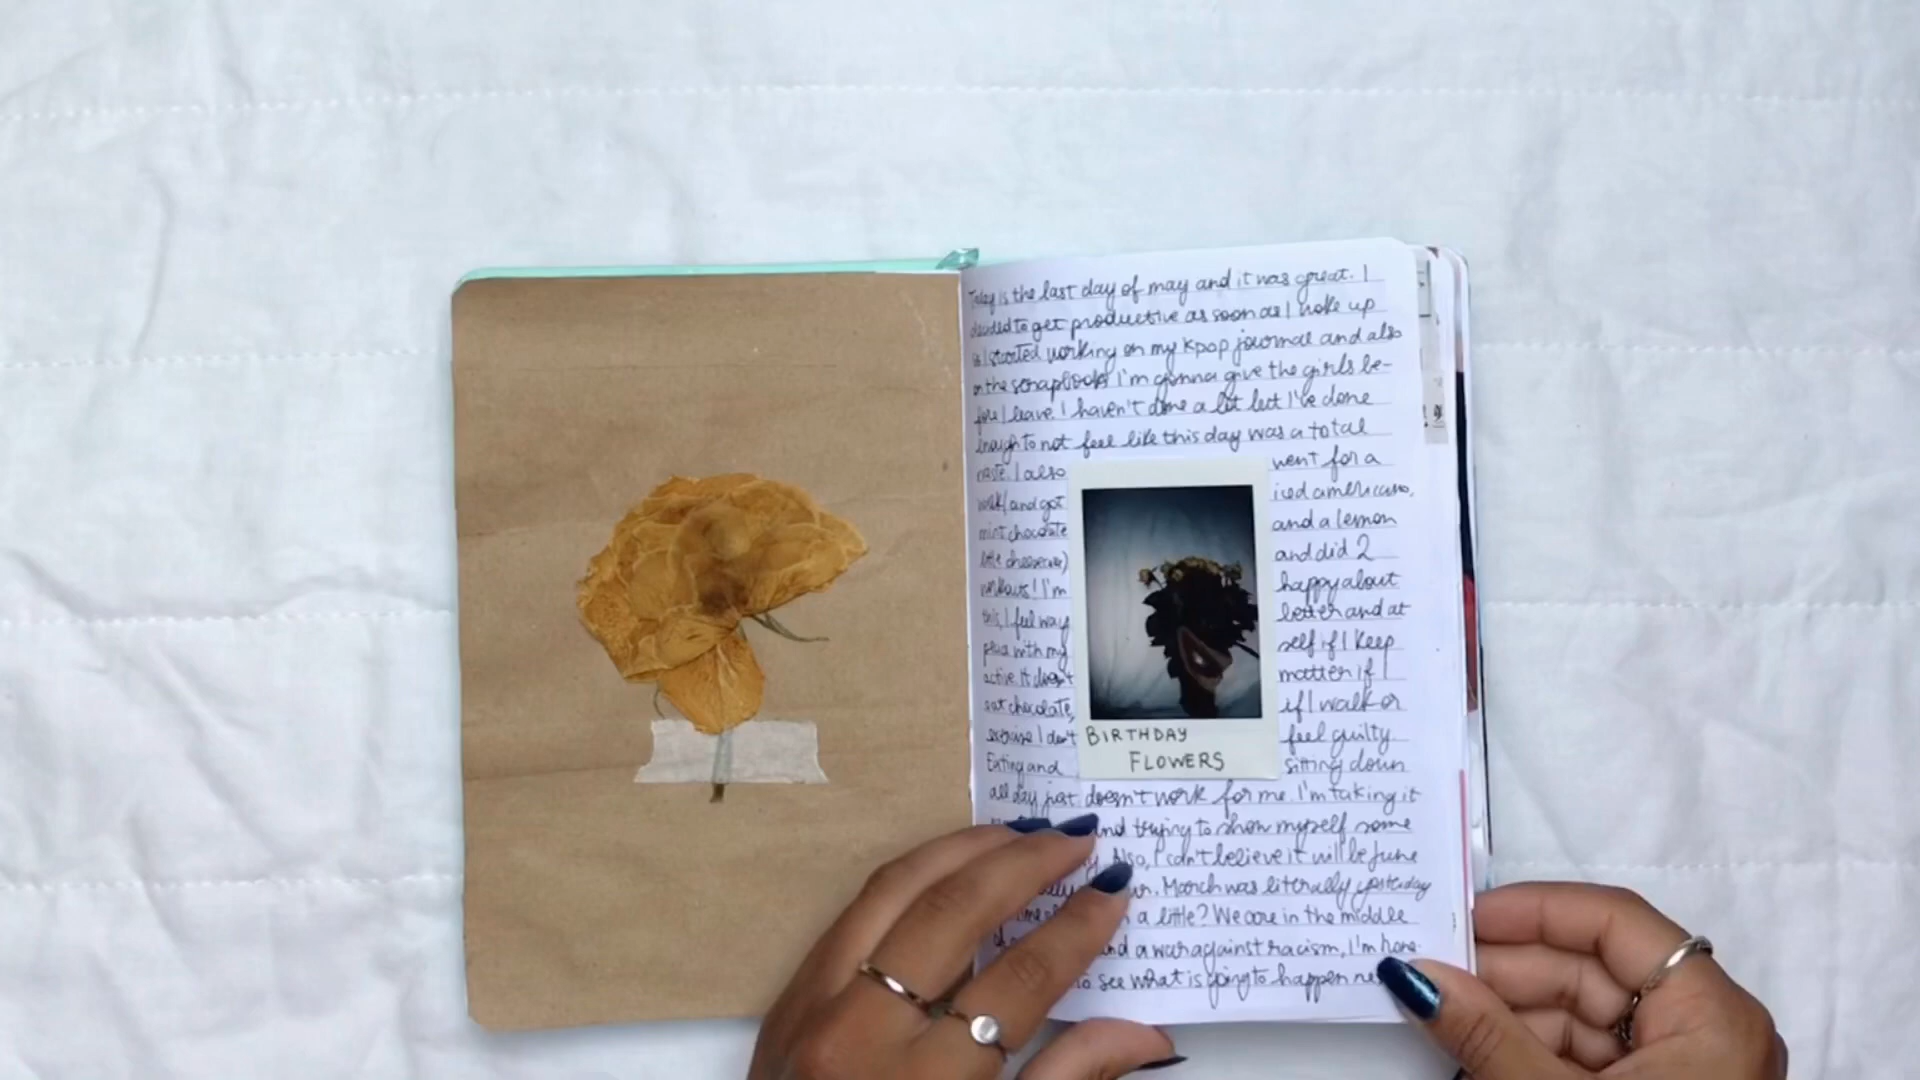 Today is the last day of may and it was great. I
decided to get productive as soon as I woke up
so I started working on my kpop journal and also
on the scrapbooks I'm gonna give the girls be-
fore I leave. I haven't done a lot but I've done
enough to not feel like this day was a total
waste. I also went for a
walk (and got iced americano,
mint chocolate and a lemon
little cheesecake) and did 2
workouts! I'm happy about
this, I feel way better and at
with my self if I keep
active. It doesn't matter if I
eat chocolate, if I walk or
exercise I don't feel guilty.
Eating and sitting down
all day just doesn't work for me. I'm taking it
and trying to show myself some
Also, I can't believe it will be June
March was literally yesterday
a little? We are in the middle
and a war against racism, I'm
to see what is going to happen
BIRTHDAY
FLOWERS